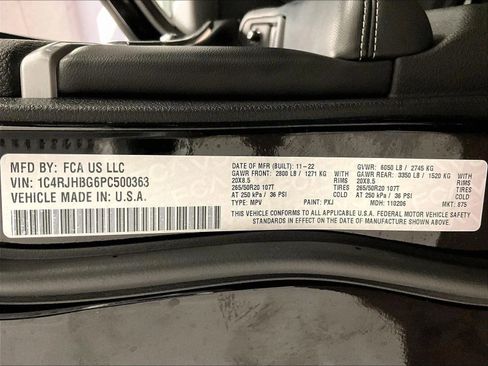 MFD BY: FCA US LLC
VIN: 1C4RJHBG6PC500363
VEHICLE MADE IN: U.S.A.
DATE OF MFR (BUILT): 11-22 GVWR: 6050 LB / 2745 KG
GAWR FRONT: 2800 LB / 1271 KG WITH GAWR REAR: 3350 LB / 1520 KG WITH
20X8.5 RIMS 20X8.5 RIMS
265/50R20 107T TIRES 265/50R20 107T TIRES
AT 250 kPa / 36 PSI COLD AT 250 kPa / 36 PSI COLD
TYPE: MPV PAINT: PXJ MDH: 110206 MKT: 875
THIS VEHICLE CONFORMS TO ALL APPLICABLE U.S.A. FEDERAL MOTOR VEHICLE SAFETY
STANDARDS IN EFFECT ON THE DATE OF MANUFACTURE SHOWN ABOVE.